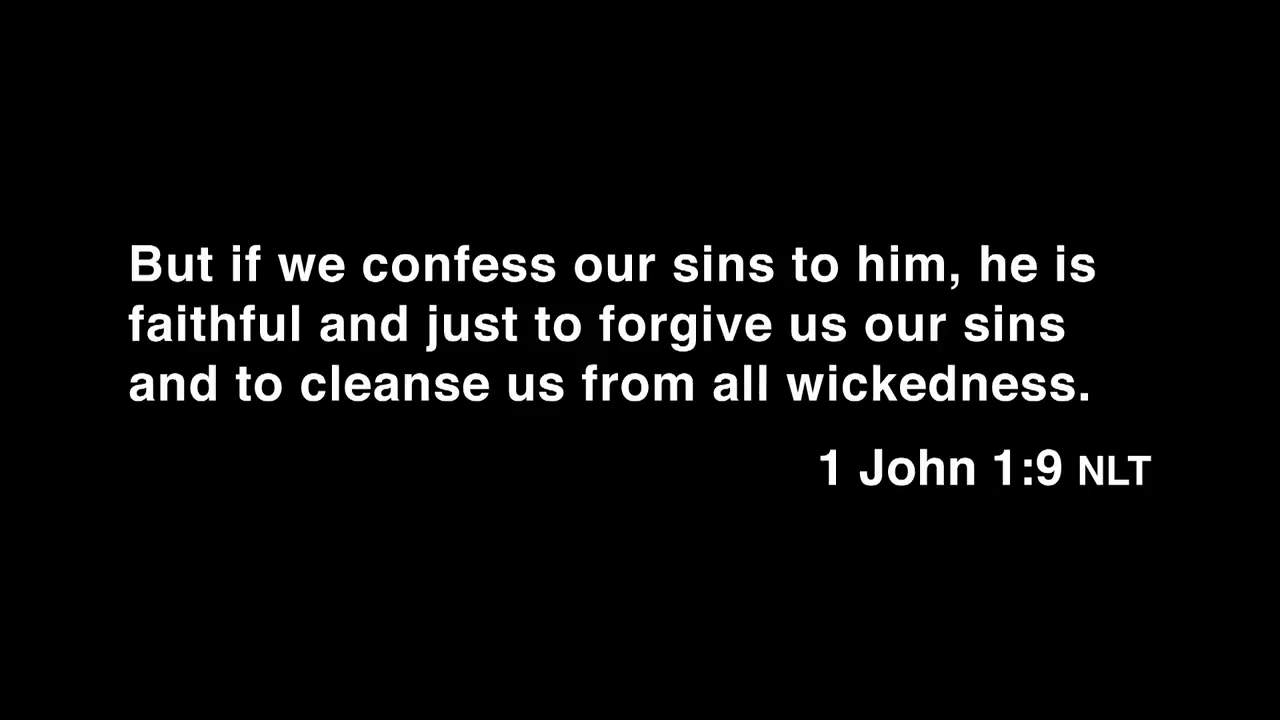 But if we confess our sins to him, he is
faithful and just to forgive us our sins
and to cleanse us from all wickedness.
1 John 1:9 NLT